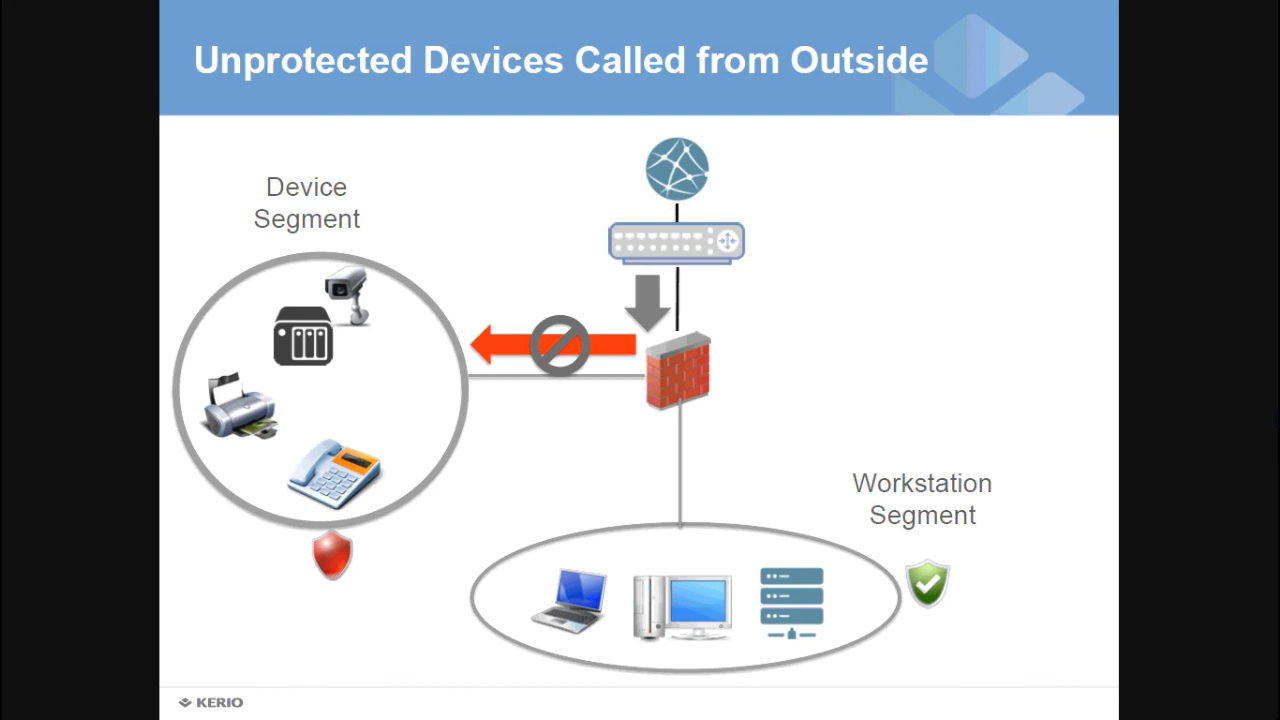 Unprotected Devices Called from Outside
Device
Segment
Workstation
Segment
KERIO